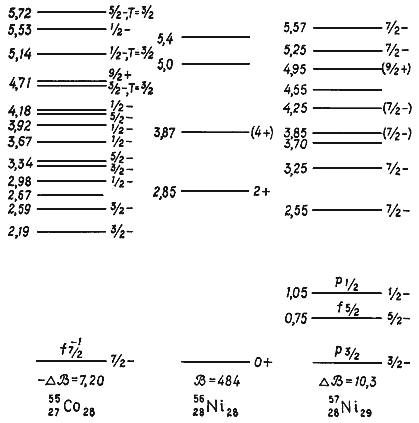 5,72 5/2-,T=3/2
5,53 1/2-
5,14 1/2-,T=3/2
9/2+
4,71 3/2-,T=3/2
4,18 1/2-
5/2-
3,92 1/2-
3,67 1/2-
3,34 5/2-
3/2-
2,98 1/2-
2,67
2,59 3/2-
2,19 3/2-
f 7/2 -1
7/2-
-△ℬ=7,20
55 27 Co 28
5,4
5,0
3,87 (4+)
2,85 2+
0+
ℬ=484
56 28 Ni 28
5,57 7/2-
5,25 7/2-
4,95 (9/2+)
4,55
4,25 (7/2-)
3,85 (7/2-)
3,70
3,25 7/2-
2,55 7/2-
p 1/2
1,05 1/2-
f 5/2
0,75 5/2-
p 3/2
3/2-
△ℬ=10,3
57 28 Ni 29